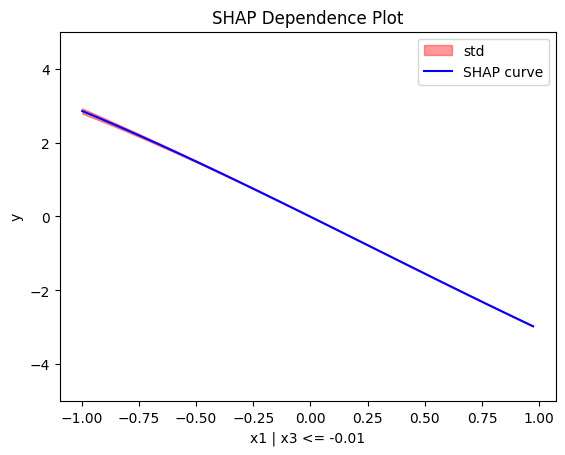 SHAP Dependence Plot
std
SHAP curve
4
2
0
−2
−4
y
−1.00 −0.75 −0.50 −0.25 0.00 0.25 0.50 0.75 1.00
x1 | x3 <= -0.01